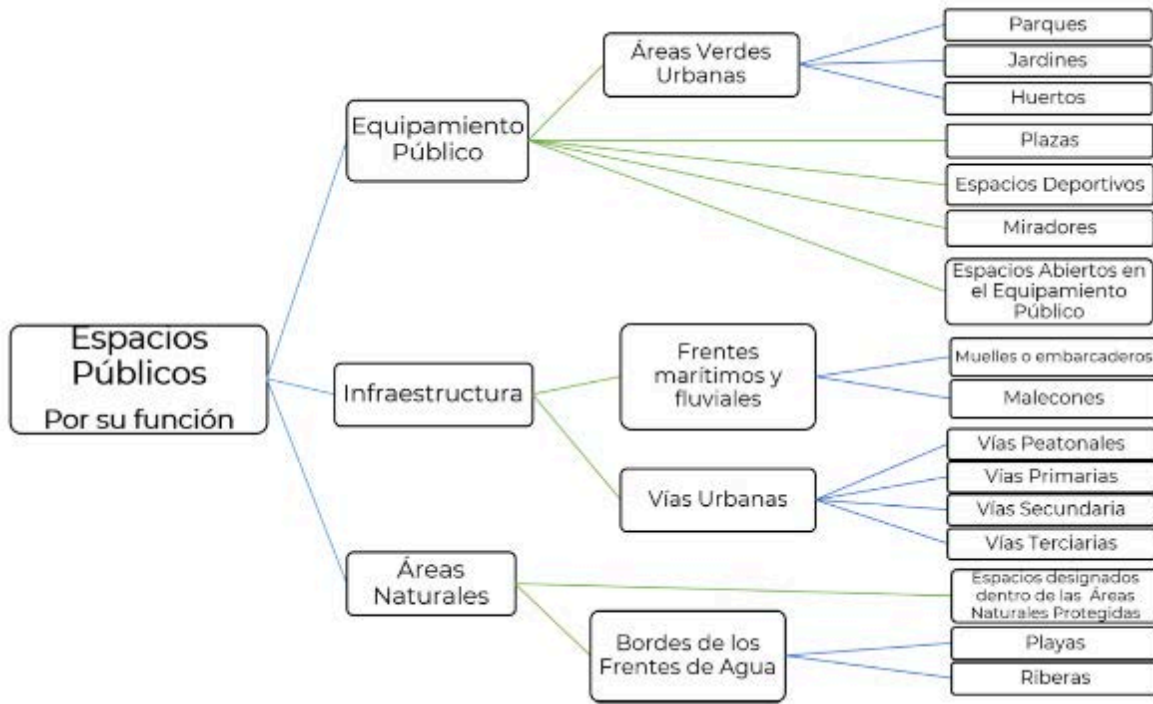 Espacios
Públicos
Por su función
Equipamiento
Público
Infraestructura
Áreas
Naturales
Áreas Verdes
Urbanas
Frentes
marítimos y
fluviales
Vías Urbanas
Bordes de los
Frentes de Agua
Parques
Jardines
Huertos
Plazas
Espacios Deportivos
Miradores
Espacios Abiertos en
el Equipamiento
Público
Muelles o embarcaderos
Malecones
Vías Peatonales
Vías Primarias
Vías Secundaria
Vías Terciarias
Espacios designados
dentro de las Áreas
Naturales Protegidas
Playas
Riberas